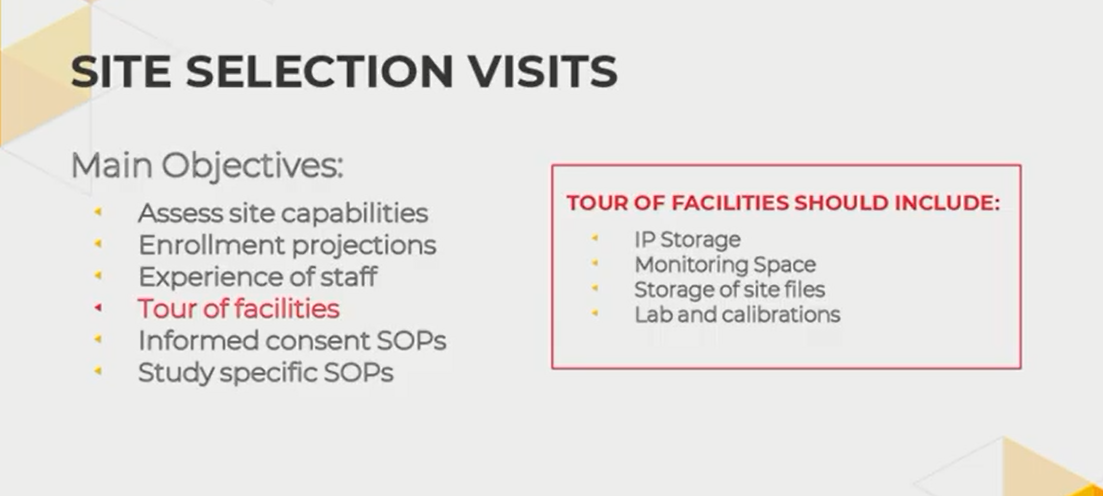 SITE SELECTION VISITS
Main Objectives:
Assess site capabilities
Enrollment projections
Experience of staff
Tour of facilities
Informed consent SOPs
Study specific SOPs
TOUR OF FACILITIES SHOULD INCLUDE:
IP Storage
Monitoring Space
Storage of site files
Lab and calibrations